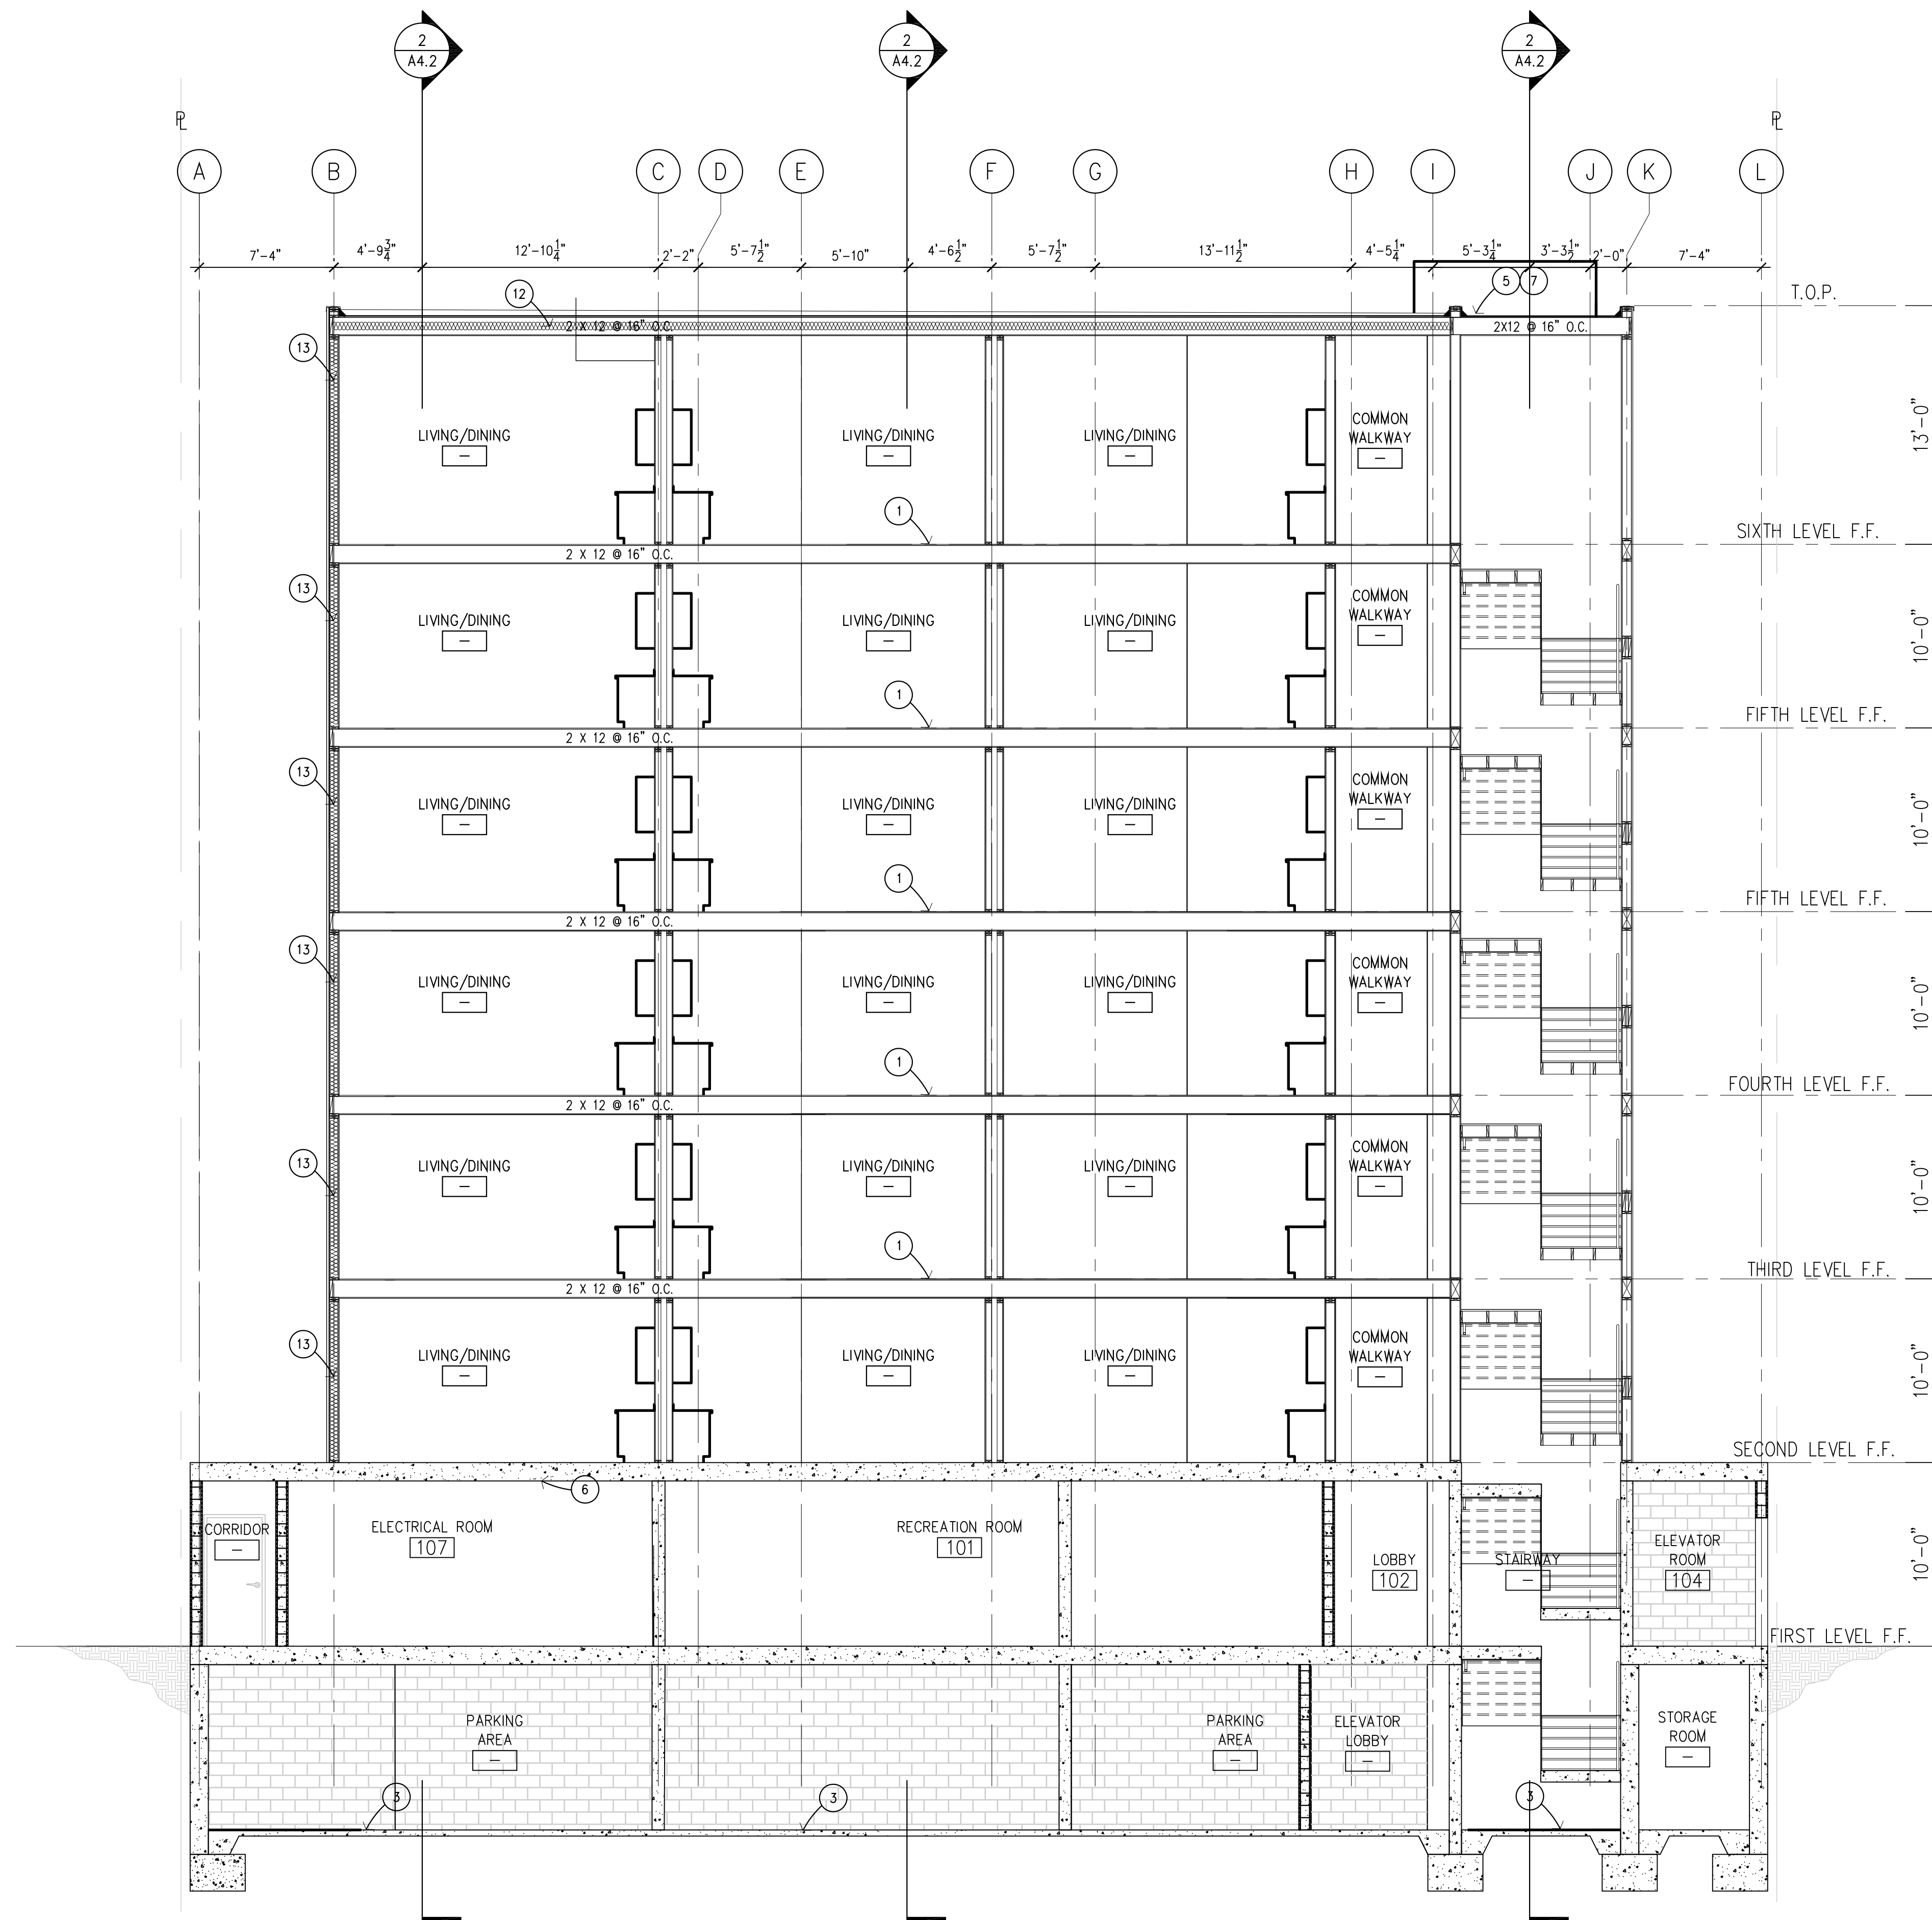 2
A4.2
2
A4.2
2
A4.2
PL
PL
A
B
C
D
E
F
G
H
I
J
K
L
7'-4"
4'-9 3/4"
12'-10 1/4"
2'-2"
5'-7 1/2"
5'-10"
4'-6 1/2"
5'-7 1/2"
13'-11 1/2"
4'-5 1/4"
5'-3 1/4"
3'-3 1/2"
2'-0"
7'-4"
12
5
7
T.O.P.
2 X 12 @ 16" O.C.
2X12 @ 16" O.C.
13
13'-0"
LIVING/DINING
–
LIVING/DINING
–
LIVING/DINING
–
COMMON
WALKWAY
–
1
SIXTH LEVEL F.F.
2 X 12 @ 16" O.C.
13
10'-0"
LIVING/DINING
–
LIVING/DINING
–
LIVING/DINING
–
COMMON
WALKWAY
–
1
FIFTH LEVEL F.F.
2 X 12 @ 16" O.C.
13
10'-0"
LIVING/DINING
–
LIVING/DINING
–
LIVING/DINING
–
COMMON
WALKWAY
–
1
FIFTH LEVEL F.F.
2 X 12 @ 16" O.C.
13
10'-0"
LIVING/DINING
–
LIVING/DINING
–
LIVING/DINING
–
COMMON
WALKWAY
–
1
FOURTH LEVEL F.F.
2 X 12 @ 16" O.C.
13
10'-0"
LIVING/DINING
–
LIVING/DINING
–
LIVING/DINING
–
COMMON
WALKWAY
–
1
THIRD LEVEL F.F.
2 X 12 @ 16" O.C.
13
10'-0"
LIVING/DINING
–
LIVING/DINING
–
LIVING/DINING
–
COMMON
WALKWAY
–
SECOND LEVEL F.F.
6
10'-0"
CORRIDOR
–
ELECTRICAL ROOM
107
RECREATION ROOM
101
LOBBY
102
STAIRWAY
–
ELEVATOR
ROOM
104
FIRST LEVEL F.F.
PARKING
AREA
–
PARKING
AREA
–
ELEVATOR
LOBBY
–
STORAGE
ROOM
–
3
3
3